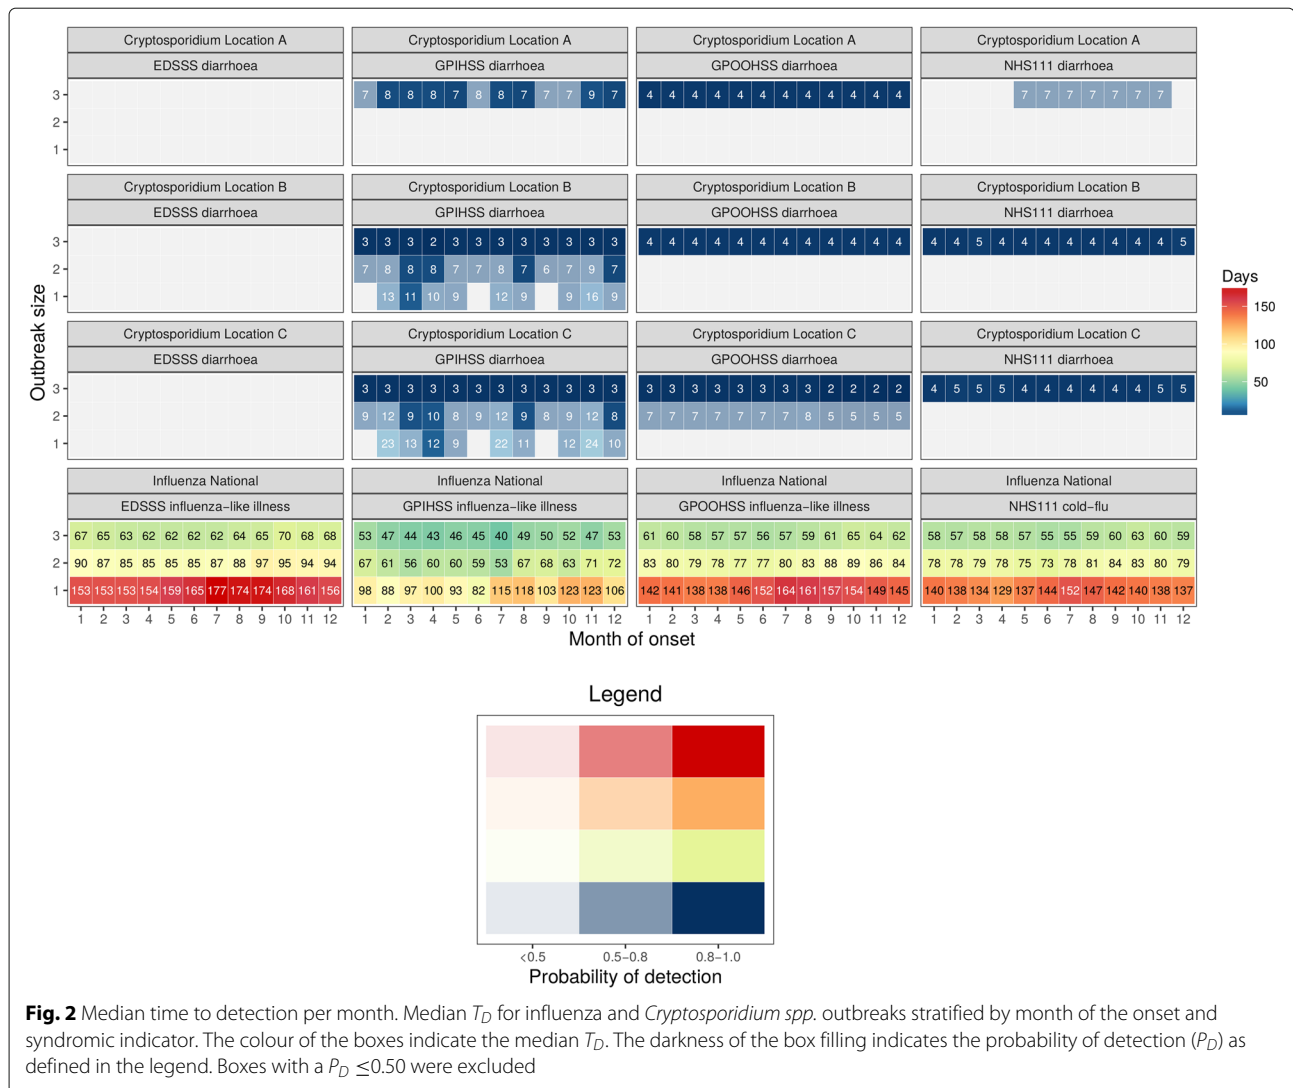 Cryptosporidium Location A
Cryptosporidium Location A
Cryptosporidium Location A
Cryptosporidium Location A
EDSSS diarrhoea
GPIHSS diarrhoea
GPOOHSS diarrhoea
NHS111 diarrhoea
3 7 8 8 8 7 8 8 7 7 7 9 7 4 4 4 4 4 4 4 4 4 4 4 4 7 7 7 7 7 7 7
2
1
Cryptosporidium Location B
Cryptosporidium Location B
Cryptosporidium Location B
Cryptosporidium Location B
EDSSS diarrhoea
GPIHSS diarrhoea
GPOOHSS diarrhoea
NHS111 diarrhoea
3 3 3 3 2 3 3 3 3 3 3 3 3 4 4 4 4 4 4 4 4 4 4 4 4 4 4 5 4 4 4 4 4 4 4 4 5
2 7 8 8 8 7 7 8 7 6 7 9 7
1 13 11 10 9 12 9 9 16 9
Cryptosporidium Location C
Cryptosporidium Location C
Cryptosporidium Location C
Cryptosporidium Location C
EDSSS diarrhoea
GPIHSS diarrhoea
GPOOHSS diarrhoea
NHS111 diarrhoea
3 3 3 3 3 3 3 3 3 3 3 3 3 3 3 3 3 3 3 3 3 2 2 2 2 4 5 5 5 4 4 4 4 4 4 5 5
2 9 12 9 10 8 9 12 9 8 9 12 8 7 7 7 7 7 7 7 8 5 5 5 5
1 23 13 12 9 22 11 12 24 10
Influenza National
Influenza National
Influenza National
Influenza National
EDSSS influenza−like illness
GPIHSS influenza−like illness
GPOOHSS influenza−like illness
NHS111 cold−flu
3 67 65 63 62 62 62 62 64 65 70 68 68 53 47 44 43 46 45 40 49 50 52 47 53 61 60 58 57 57 56 57 59 61 65 64 62 58 57 58 58 57 55 55 59 60 63 60 59
2 90 87 85 85 85 85 87 88 97 95 94 94 67 61 56 60 60 59 53 67 68 63 71 72 83 80 79 78 77 77 80 83 88 89 86 84 78 78 79 78 75 73 78 81 84 83 80 79
1 153 153 153 154 159 165 177 174 174 168 161 156 98 88 97 100 93 82 115 118 103 123 123 106 142 141 138 138 146 152 164 161 157 154 149 145 140 138 134 129 137 144 152 147 142 140 138 137
1 2 3 4 5 6 7 8 9 10 11 12 1 2 3 4 5 6 7 8 9 10 11 12 1 2 3 4 5 6 7 8 9 10 11 12 1 2 3 4 5 6 7 8 9 10 11 12
Month of onset
Outbreak size
Days
150
100
50
Legend
<0.5 0.5−0.8 0.8−1.0
Probability of detection
Fig. 2 Median time to detection per month. Median T_D for influenza and Cryptosporidium spp. outbreaks stratified by month of the onset and
syndromic indicator. The colour of the boxes indicate the median T_D. The darkness of the box filling indicates the probability of detection (P_D) as
defined in the legend. Boxes with a P_D ≤0.50 were excluded